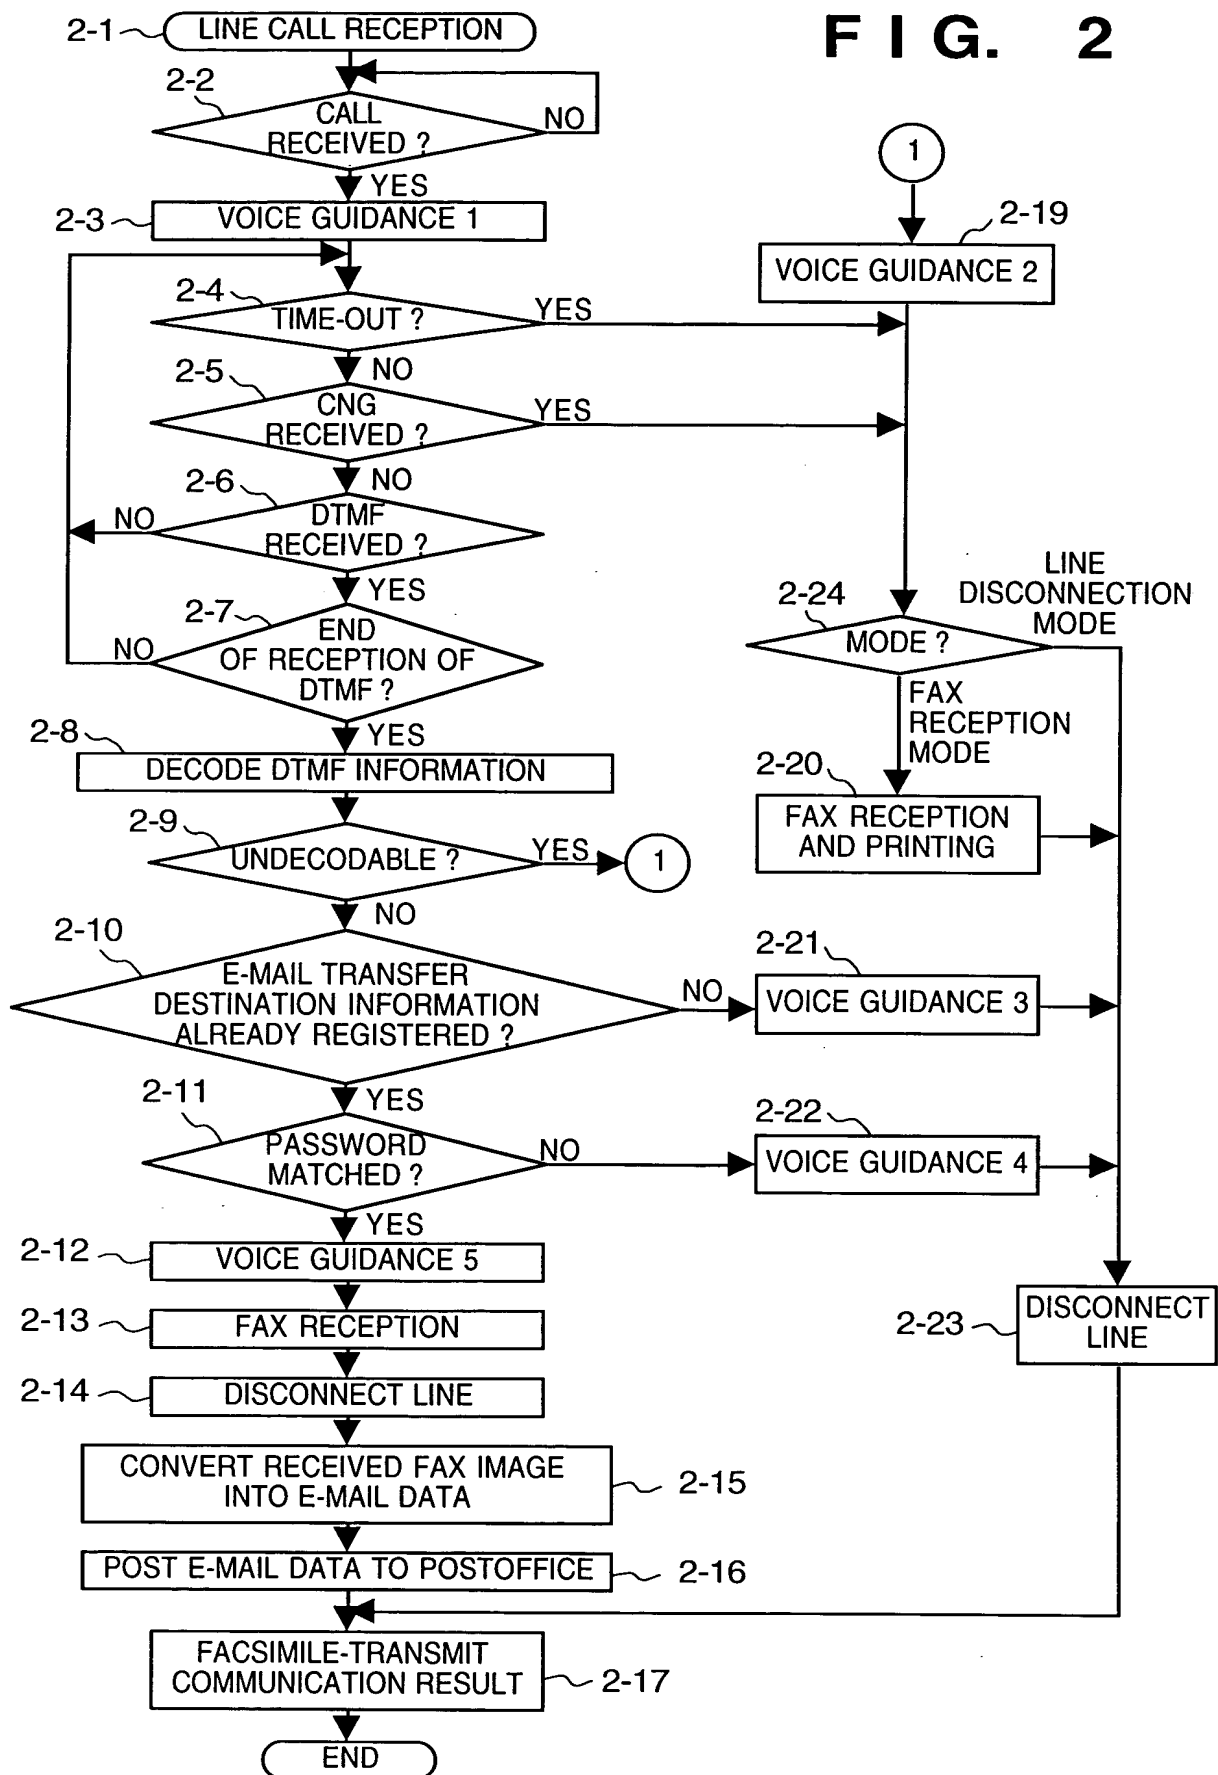 FIG. 2
2-1
LINE CALL RECEPTION
2-2
CALL
RECEIVED ?
NO
YES
2-3
VOICE GUIDANCE 1
2-4
TIME-OUT ?
YES
NO
2-5
CNG
RECEIVED ?
YES
NO
2-6
DTMF
RECEIVED ?
NO
YES
2-7
END
OF RECEPTION OF
DTMF ?
NO
YES
2-8
DECODE DTMF INFORMATION
2-9
UNDECODABLE ?
YES
1
NO
2-10
E-MAIL TRANSFER
DESTINATION INFORMATION
ALREADY REGISTERED ?
NO
YES
2-11
PASSWORD
MATCHED ?
NO
YES
2-12
VOICE GUIDANCE 5
2-13
FAX RECEPTION
2-14
DISCONNECT LINE
CONVERT RECEIVED FAX IMAGE
INTO E-MAIL DATA
2-15
POST E-MAIL DATA TO POSTOFFICE
2-16
FACSIMILE-TRANSMIT
COMMUNICATION RESULT
2-17
END
1
2-19
VOICE GUIDANCE 2
2-24
MODE ?
LINE
DISCONNECTION
MODE
FAX
RECEPTION
MODE
2-20
FAX RECEPTION
AND PRINTING
2-21
VOICE GUIDANCE 3
2-22
VOICE GUIDANCE 4
2-23
DISCONNECT
LINE